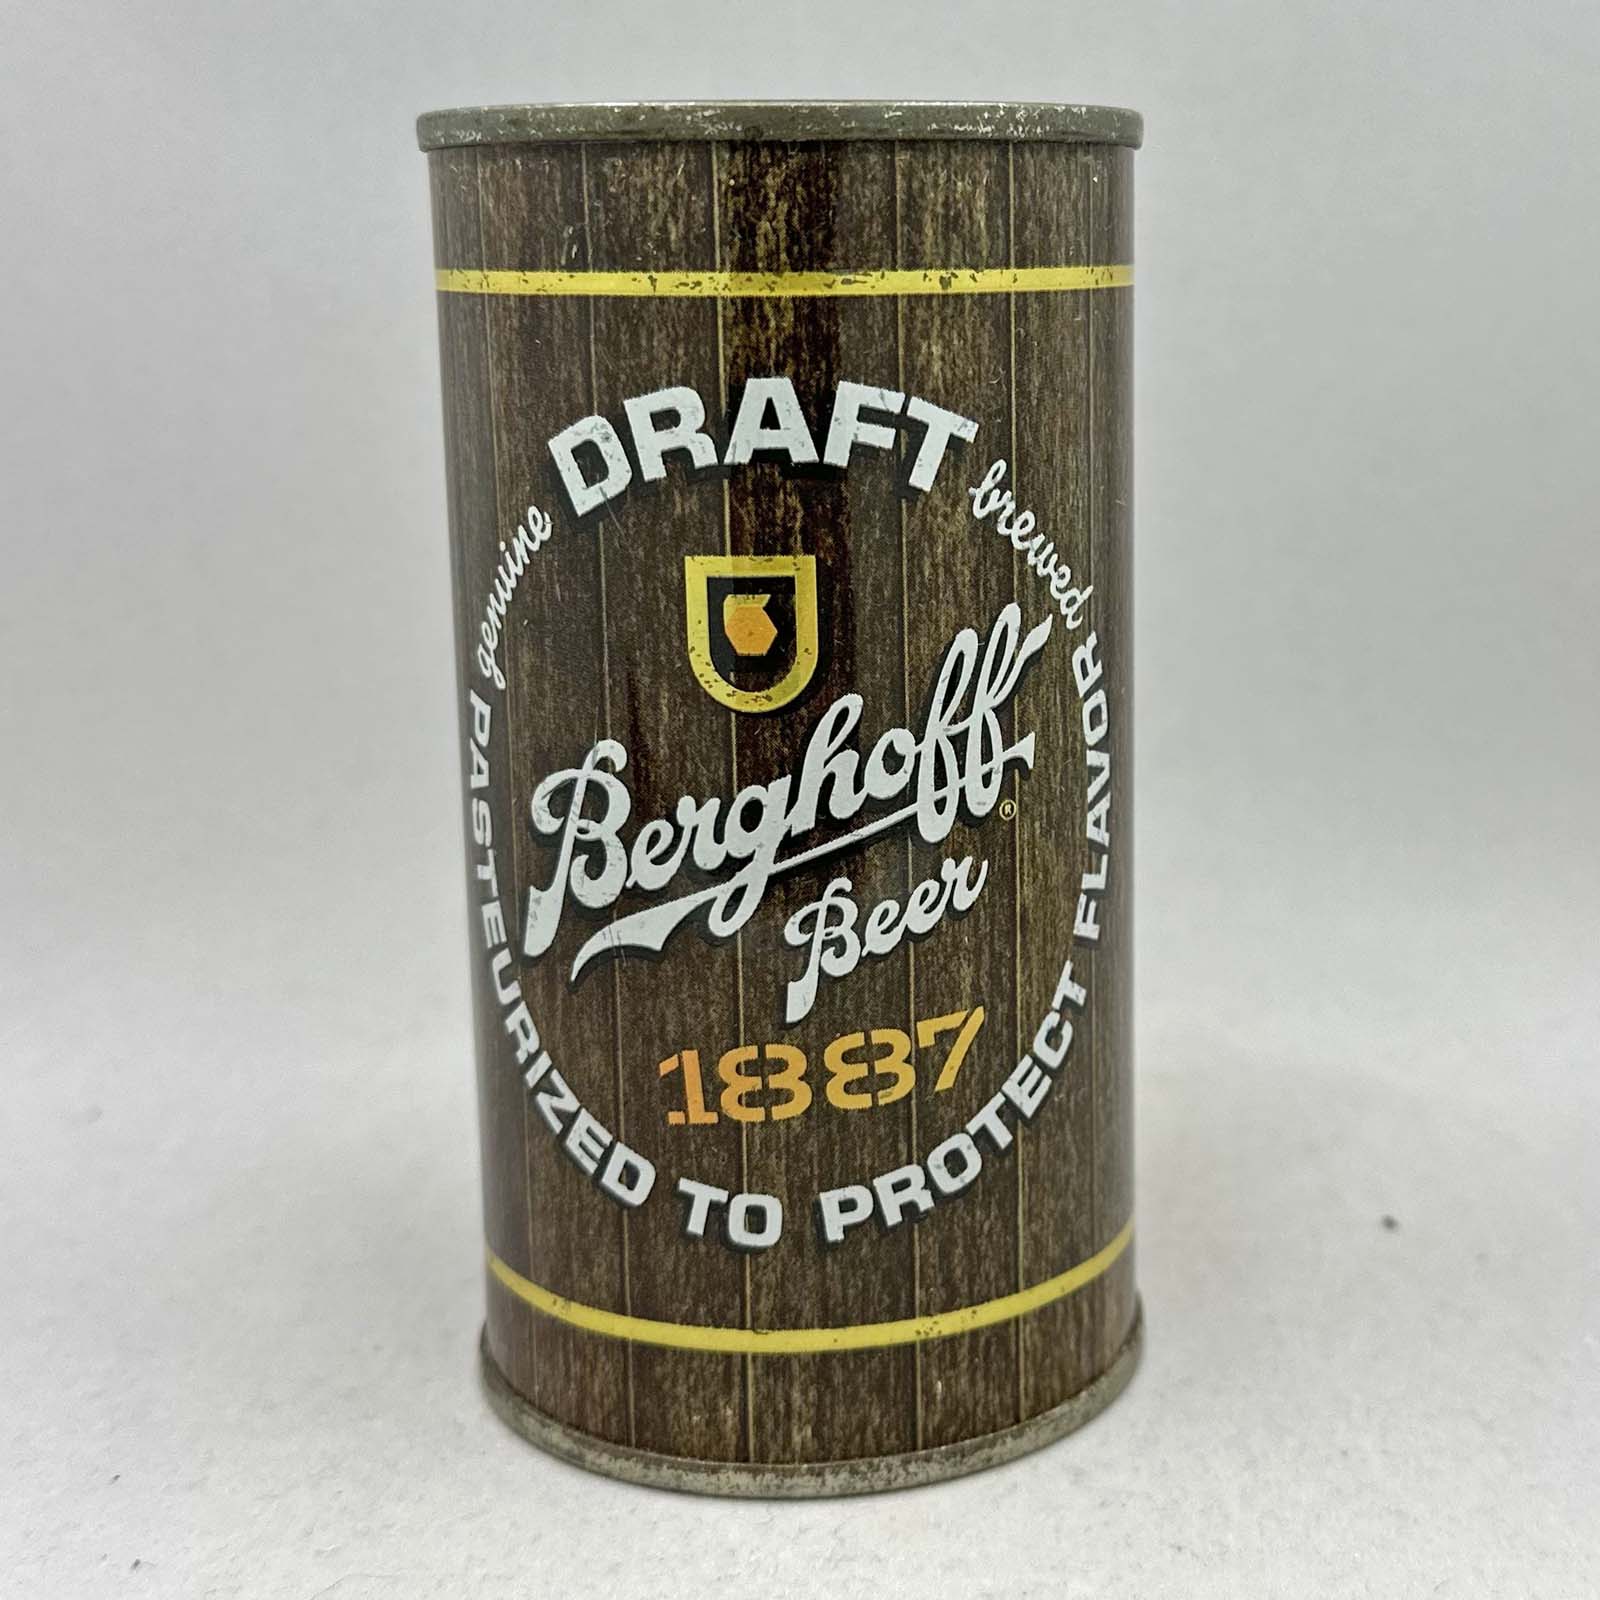 genuine DRAFT brewed
Berghoff®
Beer
1887
PASTEURIZED TO PROTECT FLAVOR